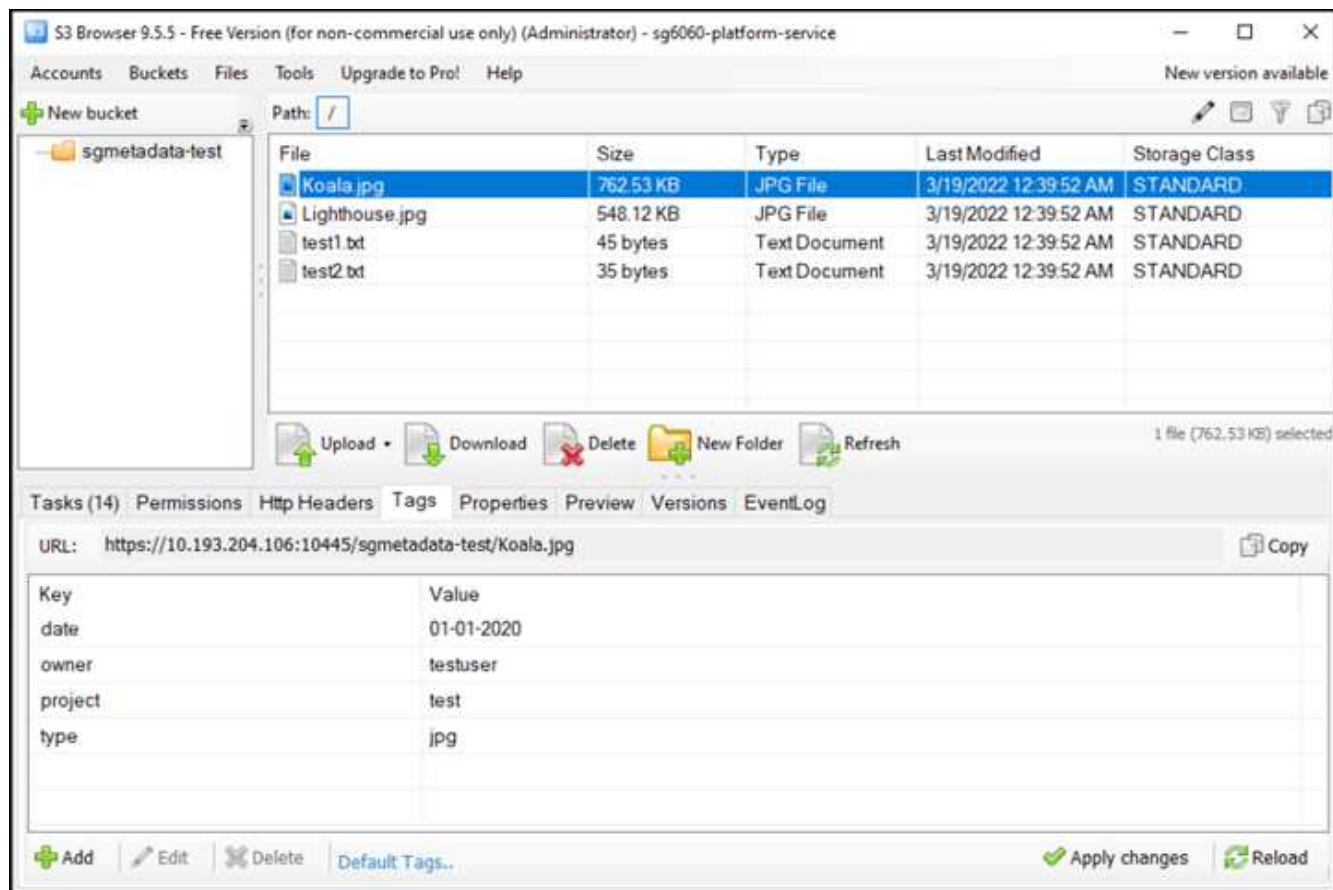 S3 Browser 9.5.5 - Free Version (for non-commercial use only) (Administrator) - sg6060-platform-service
Accounts Buckets Files Tools Upgrade to Pro! Help New version available
New bucket Path: /
sgmetadata-test
File Size Type Last Modified Storage Class
Koala.jpg 762.53 KB JPG File 3/19/2022 12:39:52 AM STANDARD
Lighthouse.jpg 548.12 KB JPG File 3/19/2022 12:39:52 AM STANDARD
test1.txt 45 bytes Text Document 3/19/2022 12:39:52 AM STANDARD
test2.txt 35 bytes Text Document 3/19/2022 12:39:52 AM STANDARD
Upload Download Delete New Folder Refresh 1 file (762.53 KB) selected
Tasks (14) Permissions Http Headers Tags Properties Preview Versions EventLog
URL: https://10.193.204.106:10445/sgmetadata-test/Koala.jpg Copy
Key Value
date 01-01-2020
owner testuser
project test
type jpg
Add Edit Delete Default Tags.. Apply changes Reload